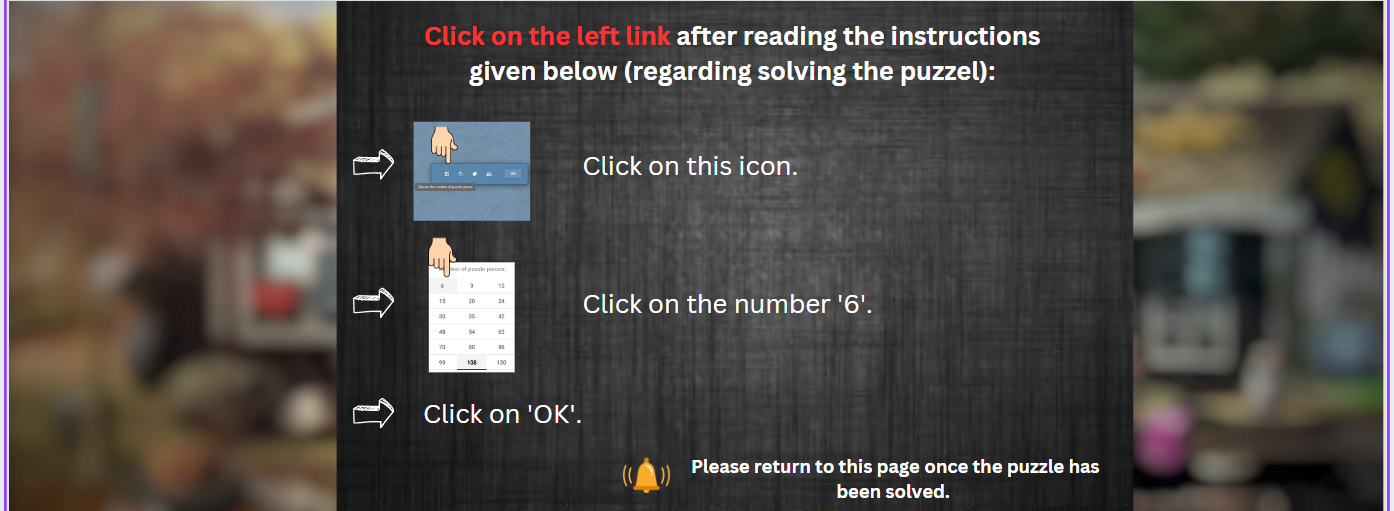 Click on the left link after reading the instructions
given below (regarding solving the puzzel):
Click on this icon.
OK
Choose the number of puzzle pieces
ber of puzzle pieces:
6 9 12
15 20 24
30 35 42
48 54 63
70 80 88
99 108 130
Click on the number '6'.
Click on 'OK'.
Please return to this page once the puzzle has
been solved.